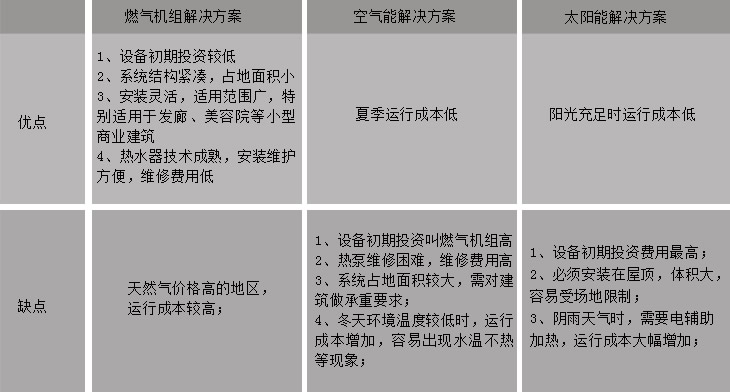 燃气机组解决方案
空气能解决方案
太阳能解决方案
优点
1、设备初期投资较低
2、系统结构紧凑，占地面积小
3、安装灵活，适用范围广，特
别适用于发廊、美容院等小型
商业建筑
4、热水器技术成熟，安装维护
方便，维修费用低
夏季运行成本低
阳光充足时运行成本低
缺点
天然气价格高的地区，
运行成本较高；
1、设备初期投资叫燃气机组高
2、热泵维修困难，维修费用高
3、系统占地面积较大，需对建
筑做承重要求；
4、冬天环境温度较低时，运行
成本增加，容易出现水温不热
等现象；
1、设备初期投资费用最高；
2、必须安装在屋顶，体积大，
容易受场地限制；
3、阴雨天气时，需要电辅助
加热，运行成本大幅增加；